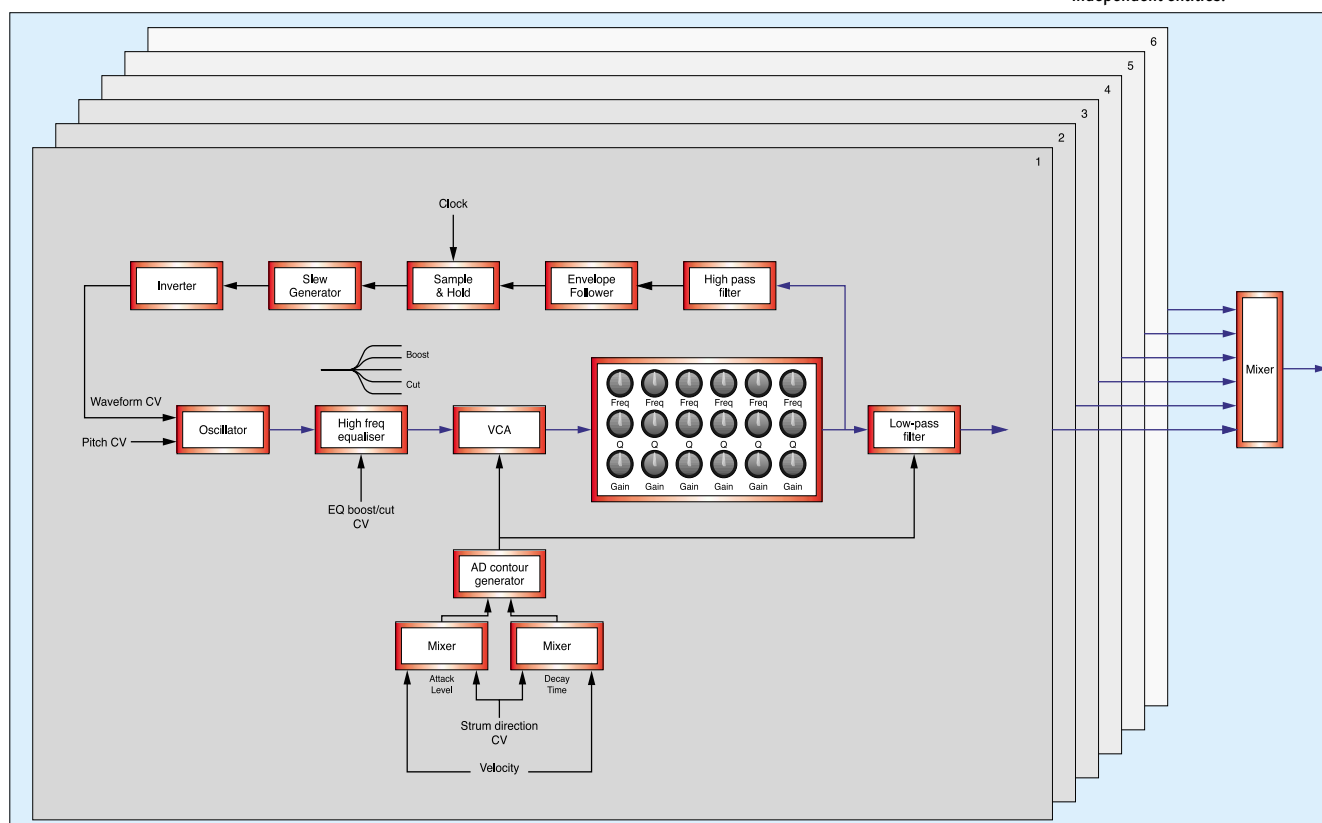 independent entities.
6
5
4
3
2
1
Clock
Inverter
Slew
Generator
Sample
& Hold
Envelope
Follower
High pass
filter
Boost
Cut
Waveform CV
Pitch CV
Oscillator
High freq
equaliser
VCA
Freq Freq Freq Freq Freq Freq
Q Q Q Q Q Q
Gain Gain Gain Gain Gain Gain
Low-pass
filter
Mixer
EQ boost/cut
CV
AD contour
generator
Mixer
Mixer
Attack
Level
Decay
Time
Strum direction
CV
Velocity